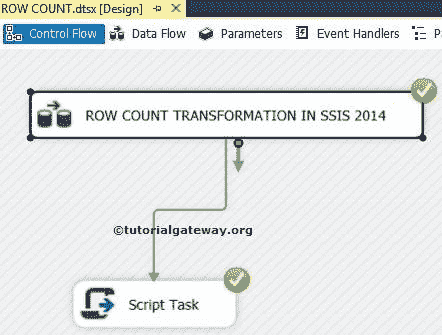 ROW COUNT.dtsx [Design]
Control Flow Data Flow Parameters Event Handlers
ROW COUNT TRANSFORMATION IN SSIS 2014
©tutorialgateway.org
Script Task